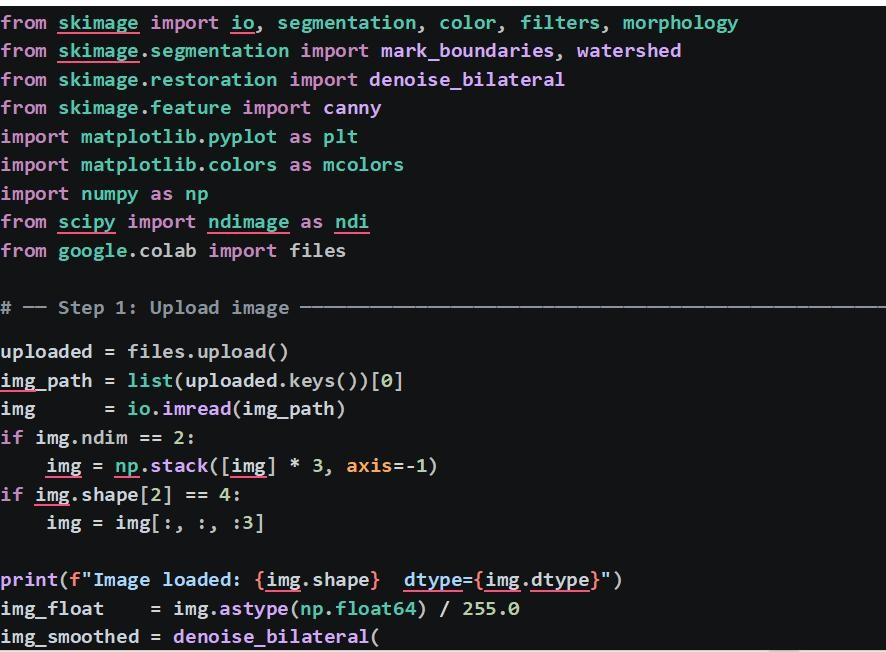 from skimage import io, segmentation, color, filters, morphology
from skimage.segmentation import mark_boundaries, watershed
from skimage.restoration import denoise_bilateral
from skimage.feature import canny
import matplotlib.pyplot as plt
import matplotlib.colors as mcolors
import numpy as np
from scipy import ndimage as ndi
from google.colab import files
# ── Step 1: Upload image ──────────────────────────────────────────────────
uploaded = files.upload()
img_path = list(uploaded.keys())[0]
img      = io.imread(img_path)
if img.ndim == 2:
    img = np.stack([img] * 3, axis=-1)
if img.shape[2] == 4:
    img = img[:, :, :3]
print(f"Image loaded: {img.shape}  dtype={img.dtype}")
img_float    = img.astype(np.float64) / 255.0
img_smoothed = denoise_bilateral(